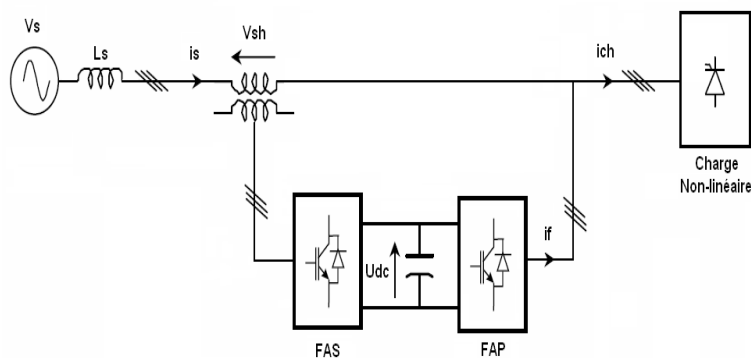 Vs
Ls
is
Vsh
ich
Charge
Non-linéaire
Udc
if
FAS
FAP